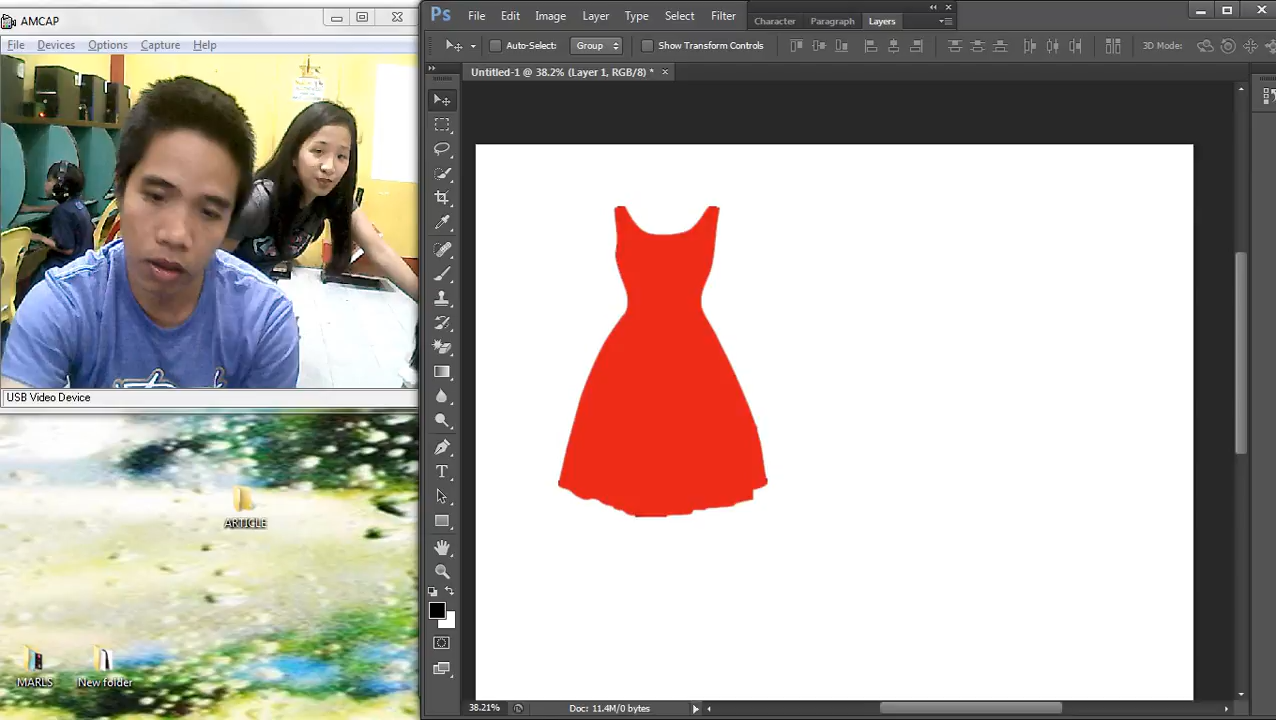 AMCAP
File Devices Options Capture Help
USB Video Device
ARTICLE
MARLS
New folder
Ps File Edit Image Layer Type Select Filter
Character Paragraph Layers
Auto-Select: Group Show Transform Controls 3D Mode:
Untitled-1 @ 38.2% (Layer 1, RGB/8) *
T
38.21% Doc: 11.4M/0 bytes